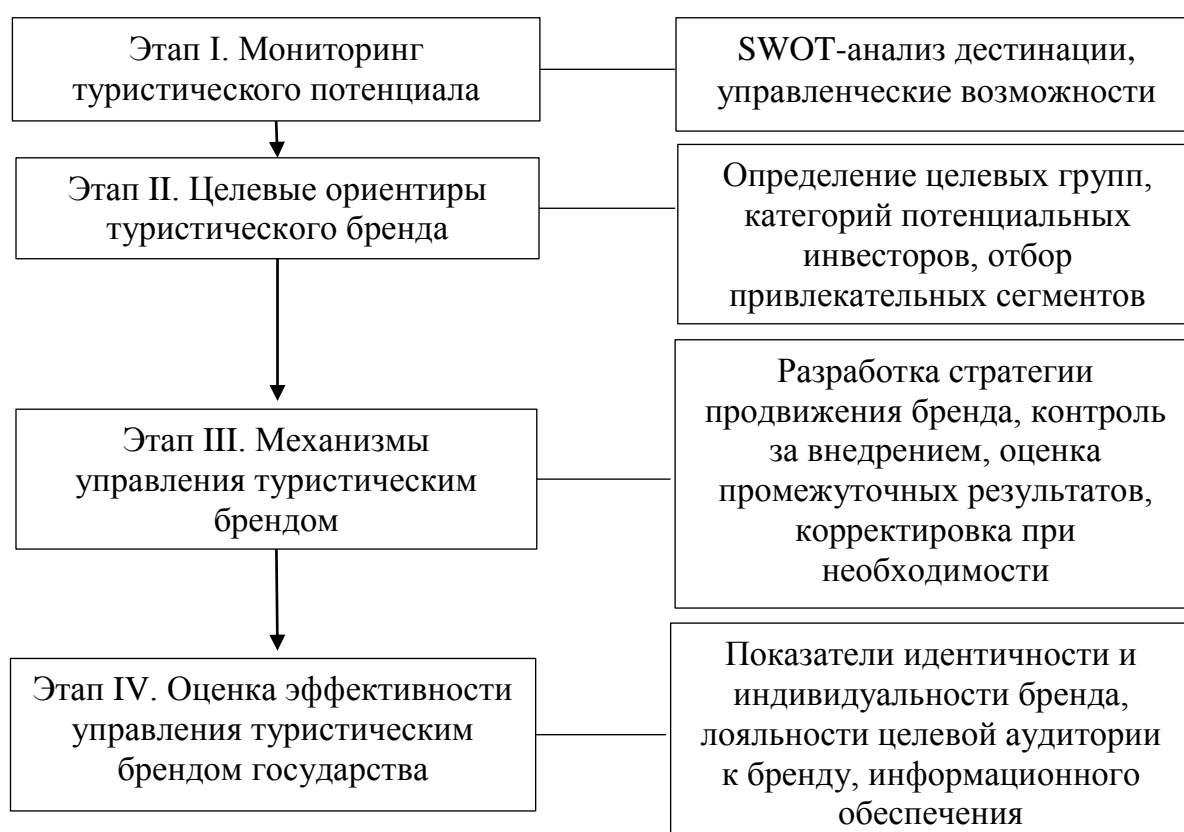 Этап I. Мониторинг
туристического потенциала
SWOT-анализ дестинации,
управленческие возможности
Этап II. Целевые ориентиры
туристического бренда
Определение целевых групп,
категорий потенциальных
инвесторов, отбор
привлекательных сегментов
Этап III. Механизмы
управления туристическим
брендом
Разработка стратегии
продвижения бренда, контроль
за внедрением, оценка
промежуточных результатов,
корректировка при
необходимости
Этап IV. Оценка эффективности
управления туристическим
брендом государства
Показатели идентичности и
индивидуальности бренда,
лояльности целевой аудитории
к бренду, информационного
обеспечения